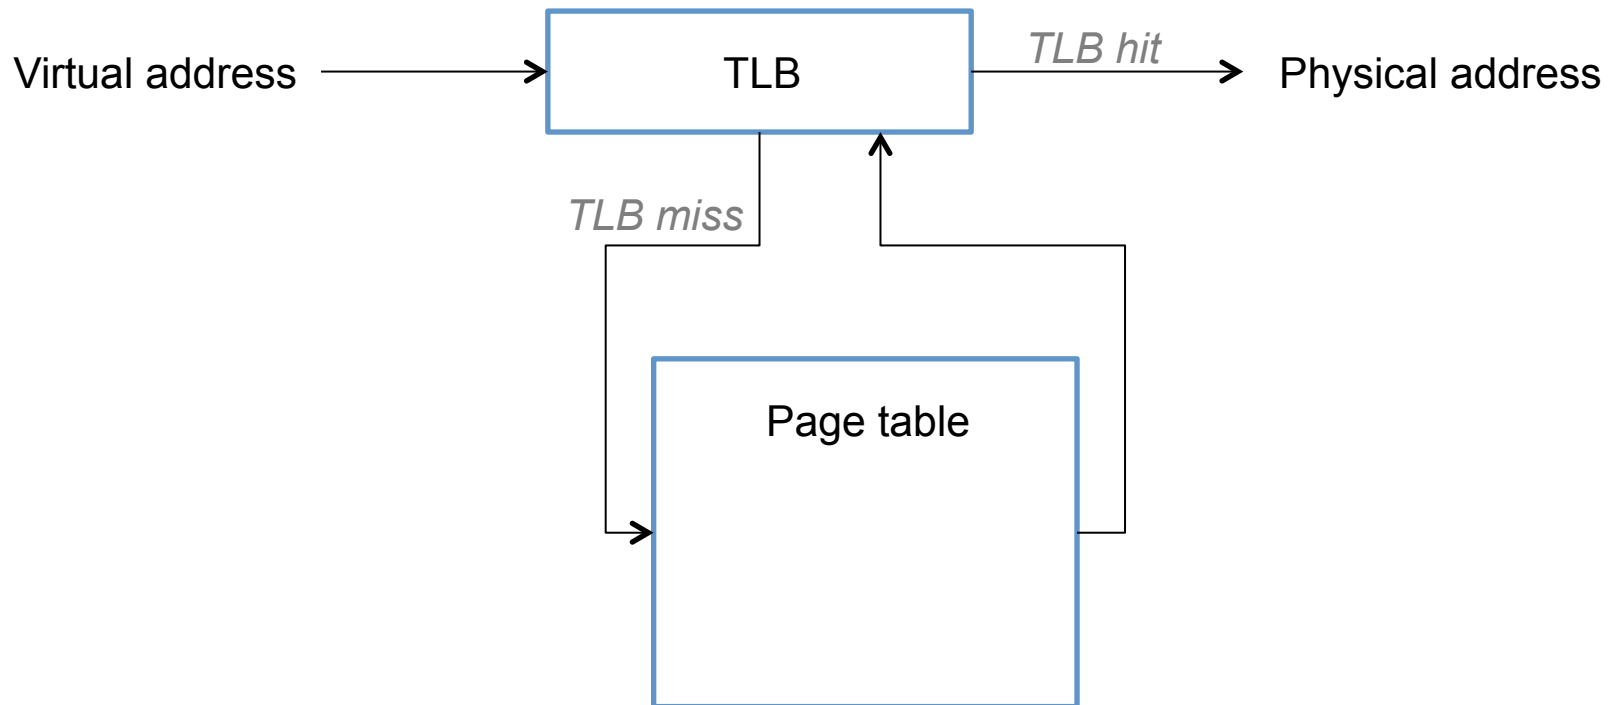 Virtual address
TLB
TLB hit
Physical address
TLB miss
Page table